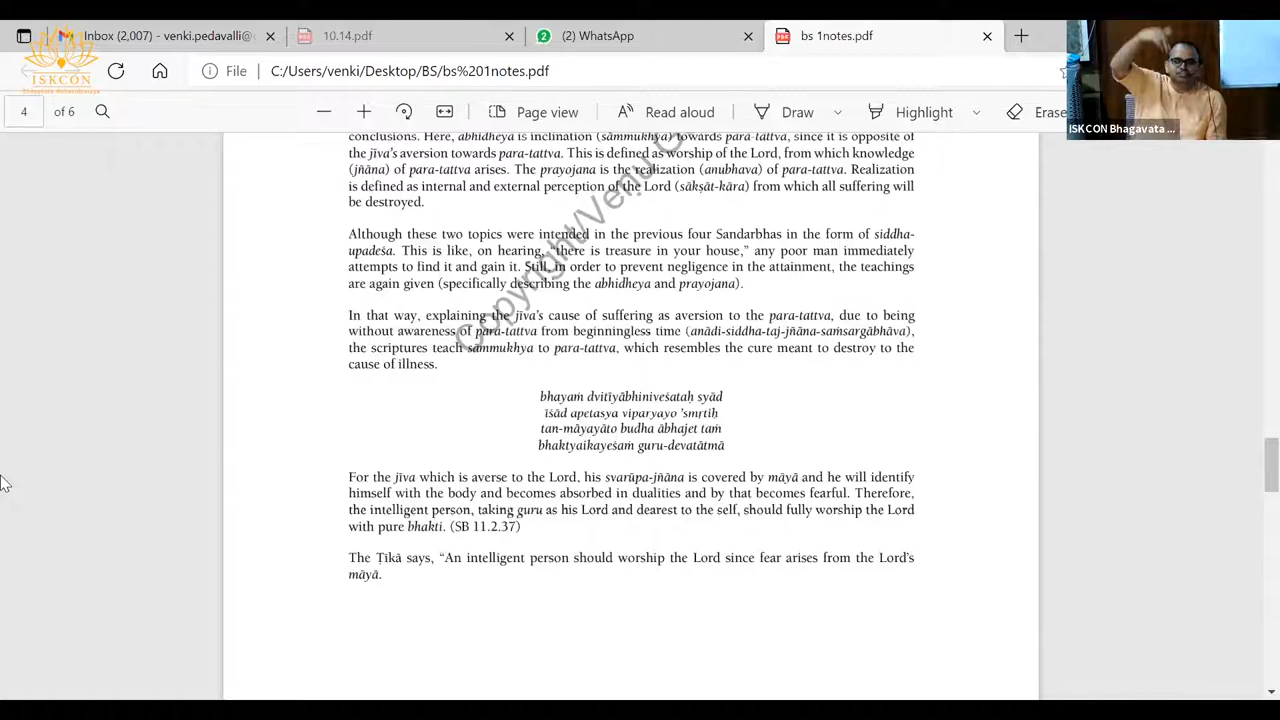 Inbox (2,007) - venki.pedavalli@
10.14.pdf
2 (2) WhatsApp
bs 1notes.pdf
ISKCON
File C:/Users/venki/Desktop/BS/bs%201notes.pdf
4 of 6 Page view Read aloud Draw Highlight Erase
ISKCON Bhagavata ...
conclusions. Here, abhidheya is inclination (sāmmukhya) towards para-tattva, since it is opposite of
the jīva's aversion towards para-tattva. This is defined as worship of the Lord, from which knowledge
(jñāna) of para-tattva arises. The prayojana is the realization (anubhava) of para-tattva. Realization
is defined as internal and external perception of the Lord (sākṣāt-kāra) from which all suffering will
be destroyed.
Although these two topics were intended in the previous four Sandarbhas in the form of siddha-
upadeśa. This is like, on hearing, “there is treasure in your house,” any poor man immediately
attempts to find it and gain it. Still, in order to prevent negligence in the attainment, the teachings
are again given (specifically describing the abhidheya and prayojana).
In that way, explaining the jīva's cause of suffering as aversion to the para-tattva, due to being
without awareness of para-tattva from beginningless time (anādi-siddha-taj-jñāna-saṁsargābhāva),
the scriptures teach sāmmukhya to para-tattva, which resembles the cure meant to destroy to the
cause of illness.
bhayaṁ dvitīyābhiniveśataḥ syād
īśād apetasya viparyayo 'smṛtiḥ
tan-māyayāto budha ābhajet taṁ
bhaktyaikayeśaṁ guru-devatātmā
For the jīva which is averse to the Lord, his svarūpa-jñāna is covered by māyā and he will identify
himself with the body and becomes absorbed in dualities and by that becomes fearful. Therefore,
the intelligent person, taking guru as his Lord and dearest to the self, should fully worship the Lord
with pure bhakti. (SB 11.2.37)
The Ṭīkā says, “An intelligent person should worship the Lord since fear arises from the Lord's
māyā.
Copyright/Veṇu G